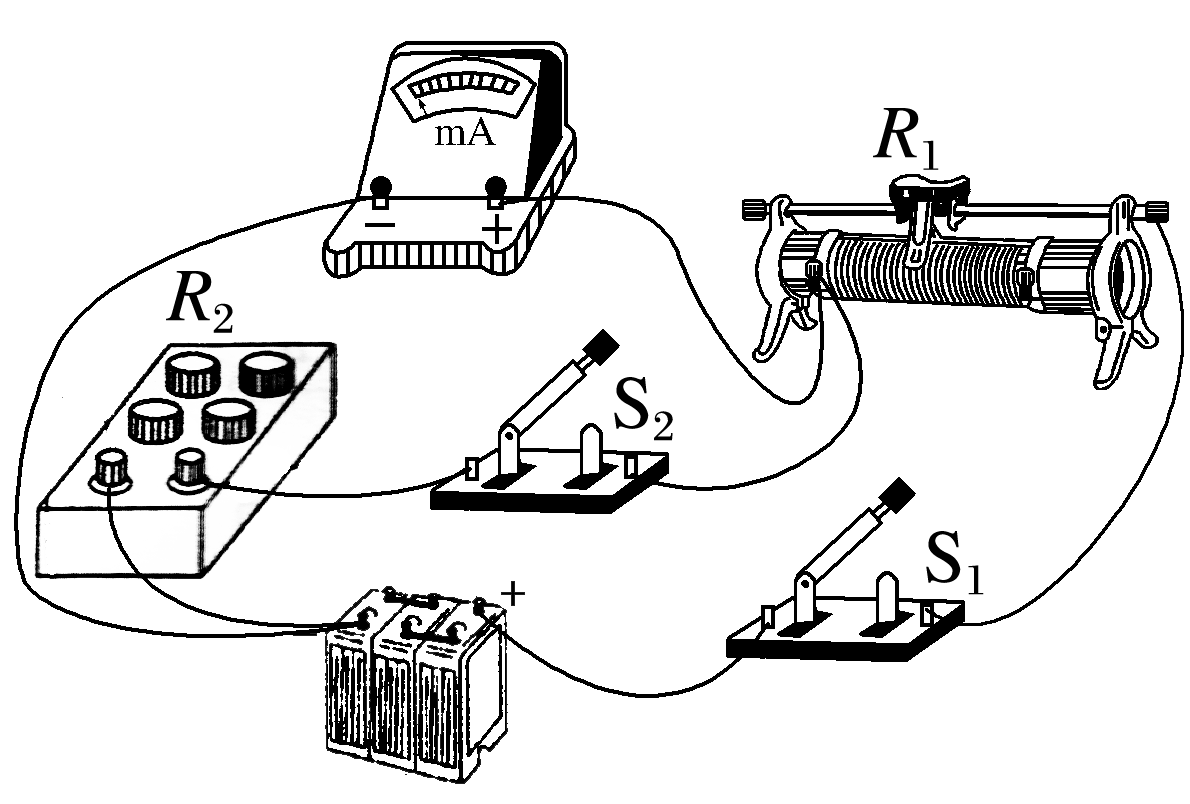 mA
− +
R1
R2
S2
S1
+